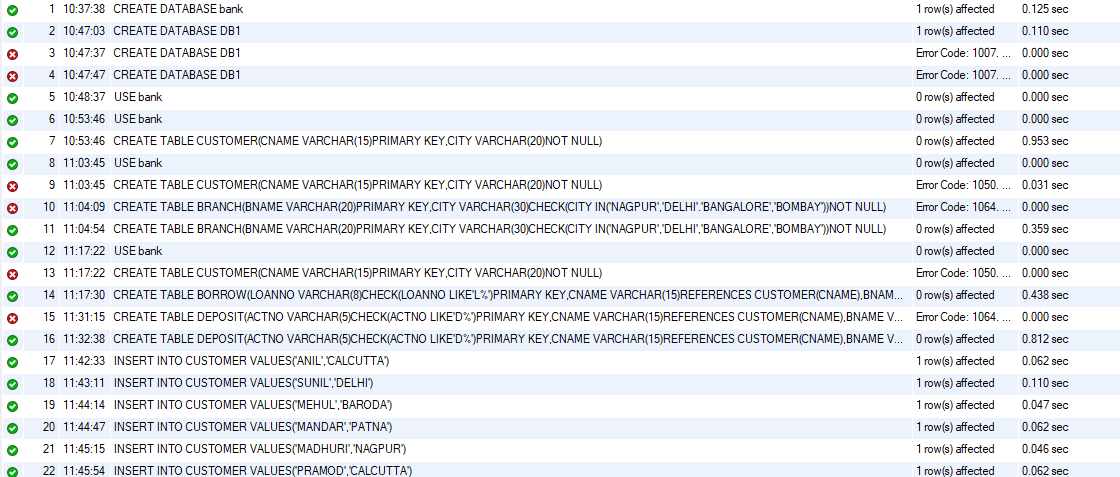 1 10:37:38 CREATE DATABASE bank 1 row(s) affected 0.125 sec
2 10:47:03 CREATE DATABASE DB1 1 row(s) affected 0.110 sec
3 10:47:37 CREATE DATABASE DB1 Error Code: 1007. ... 0.000 sec
4 10:47:47 CREATE DATABASE DB1 Error Code: 1007. ... 0.000 sec
5 10:48:37 USE bank 0 row(s) affected 0.000 sec
6 10:53:46 USE bank 0 row(s) affected 0.000 sec
7 10:53:46 CREATE TABLE CUSTOMER(CNAME VARCHAR(15)PRIMARY KEY,CITY VARCHAR(20)NOT NULL) 0 row(s) affected 0.953 sec
8 11:03:45 USE bank 0 row(s) affected 0.000 sec
9 11:03:45 CREATE TABLE CUSTOMER(CNAME VARCHAR(15)PRIMARY KEY,CITY VARCHAR(20)NOT NULL) Error Code: 1050. ... 0.031 sec
10 11:04:09 CREATE TABLE BRANCH(BNAME VARCHAR(20)PRIMARY KEY,CITY VARCHAR(30)CHECK(CITY IN('NAGPUR','DELHI'.'BANGALORE','BOMBAY'))NOT NULL) Error Code: 1064. ... 0.000 sec
11 11:04:54 CREATE TABLE BRANCH(BNAME VARCHAR(20)PRIMARY KEY,CITY VARCHAR(30)CHECK(CITY IN('NAGPUR','DELHI','BANGALORE','BOMBAY'))NOT NULL) 0 row(s) affected 0.359 sec
12 11:17:22 USE bank 0 row(s) affected 0.000 sec
13 11:17:22 CREATE TABLE CUSTOMER(CNAME VARCHAR(15)PRIMARY KEY,CITY VARCHAR(20)NOT NULL) Error Code: 1050. ... 0.000 sec
14 11:17:30 CREATE TABLE BORROW(LOANNO VARCHAR(8)CHECK(LOANNO LIKE'L%')PRIMARY KEY,CNAME VARCHAR(15)REFERENCES CUSTOMER(CNAME),BNAM... 0 row(s) affected 0.438 sec
15 11:31:15 CREATE TABLE DEPOSIT(ACTNO VARCHAR(5)CHECK(ACTNO LIKE'D%')PRIMARY KEY,CNAME VARCHAR(15)REFERENCES CUSTOMER(CNAME),BNAME V... Error Code: 1064. ... 0.000 sec
16 11:32:38 CREATE TABLE DEPOSIT(ACTNO VARCHAR(5)CHECK(ACTNO LIKE'D%')PRIMARY KEY,CNAME VARCHAR(15)REFERENCES CUSTOMER(CNAME),BNAME V... 0 row(s) affected 0.812 sec
17 11:42:33 INSERT INTO CUSTOMER VALUES('ANIL','CALCUTTA') 1 row(s) affected 0.062 sec
18 11:43:11 INSERT INTO CUSTOMER VALUES('SUNIL','DELHI') 1 row(s) affected 0.110 sec
19 11:44:14 INSERT INTO CUSTOMER VALUES('MEHUL','BARODA') 1 row(s) affected 0.047 sec
20 11:44:47 INSERT INTO CUSTOMER VALUES('MANDAR','PATNA') 1 row(s) affected 0.062 sec
21 11:45:15 INSERT INTO CUSTOMER VALUES('MADHURI','NAGPUR') 1 row(s) affected 0.046 sec
22 11:45:54 INSERT INTO CUSTOMER VALUES('PRAMOD','CALCUTTA') 1 row(s) affected 0.062 sec